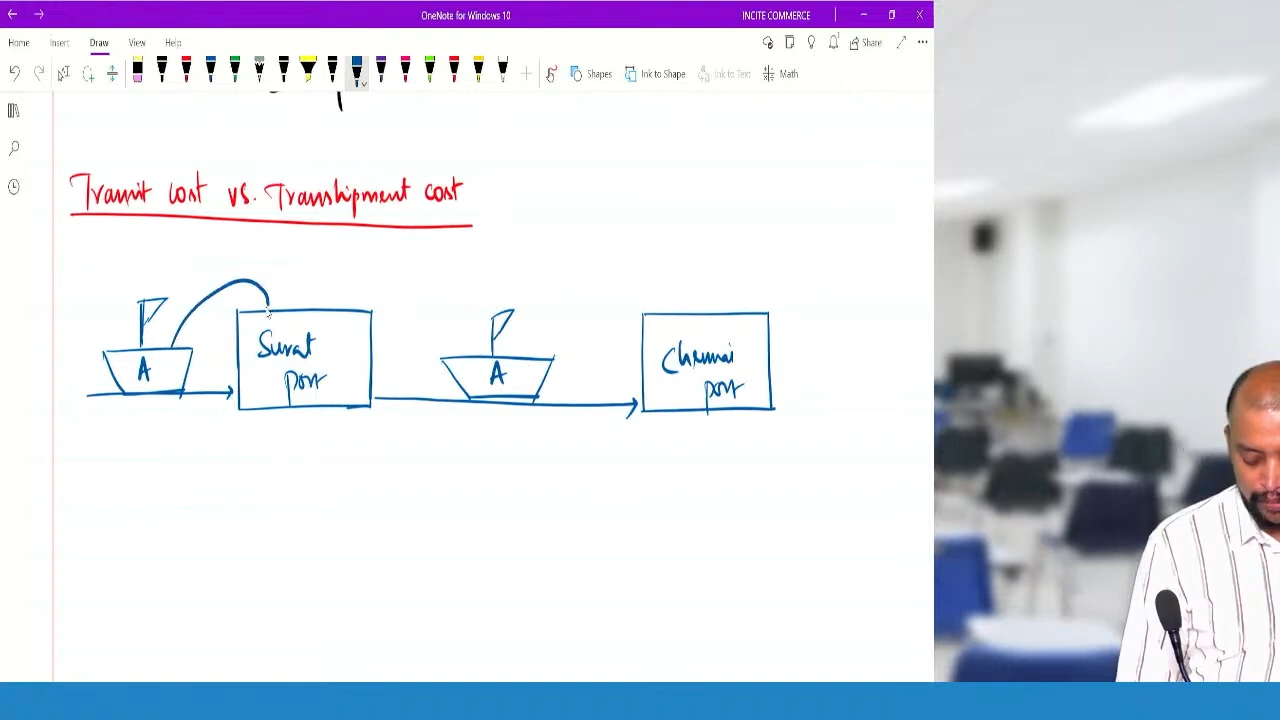 OneNote for Windows 10
INCITE COMMERCE
Home Insert Draw View Help
Share
Shapes Ink to Shape Ink to Text Math
Transit cost vs. Transhipment cost
A
Surat
port
A
Chennai
port